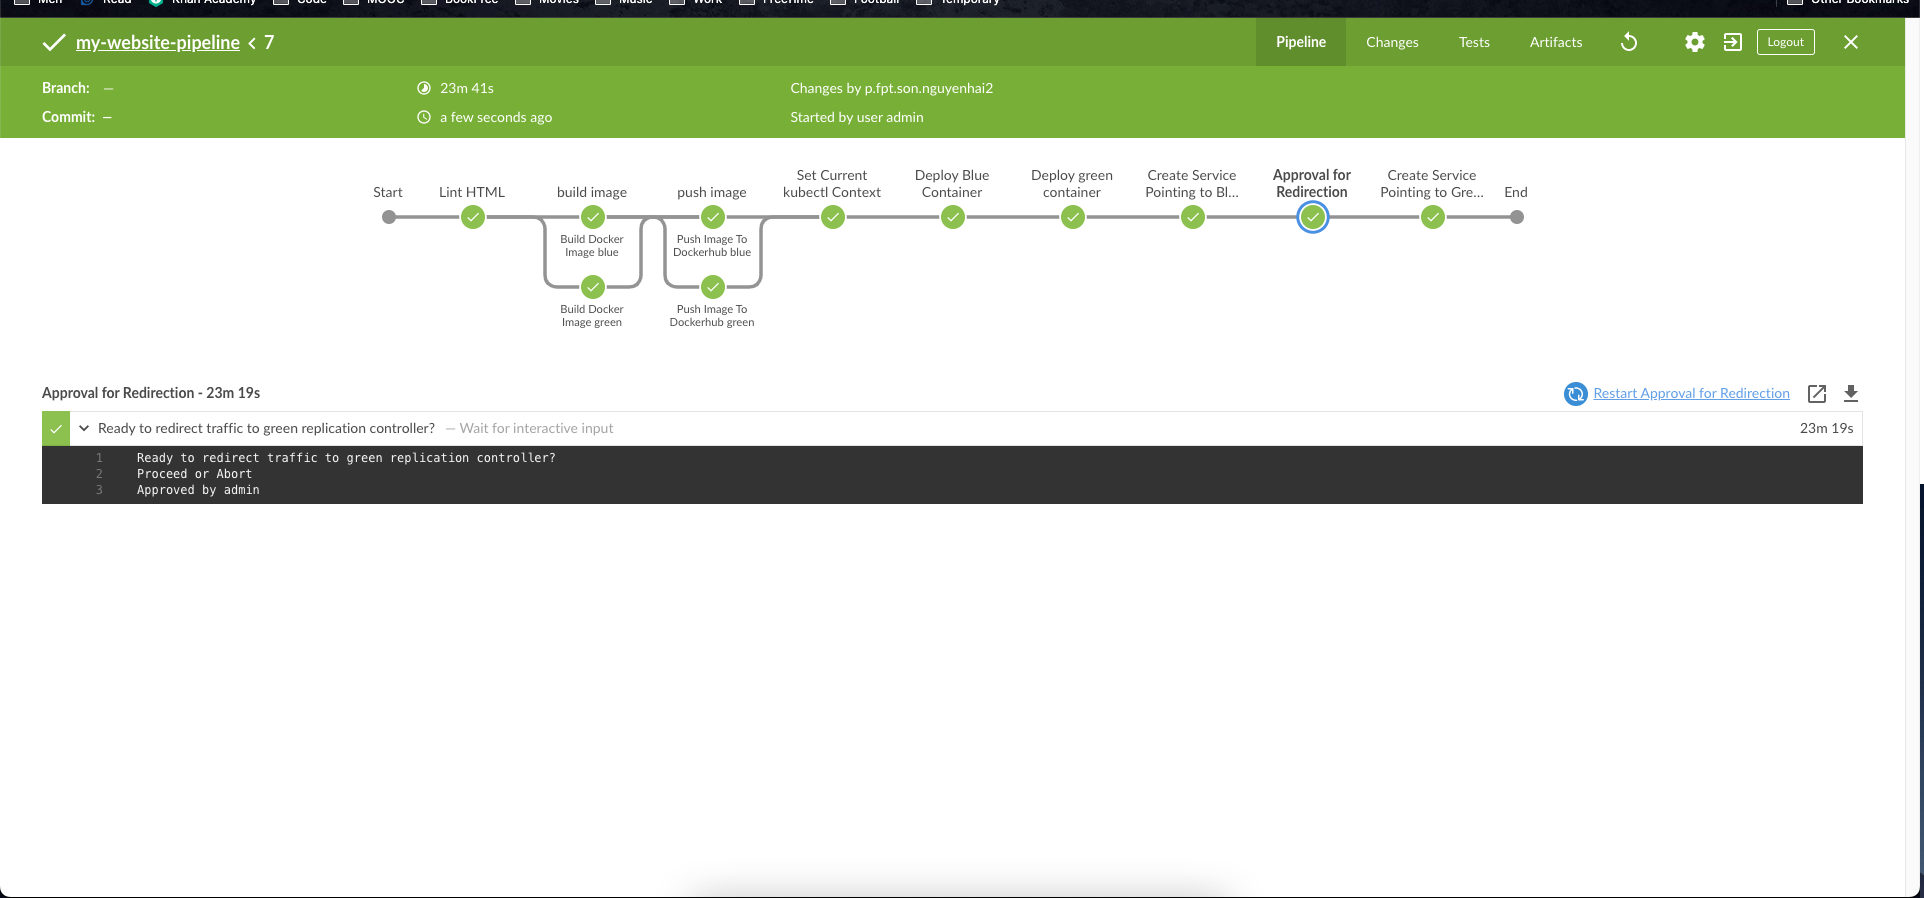 Men Read Khan Academy Code Movies Music Work FreeTime Football Temporary Other Bookmarks
my-website-pipeline < 7 Pipeline Changes Tests Artifacts Logout
Branch: — 23m 41s Changes by p.fpt.son.nguyenhai2
Commit: — a few seconds ago Started by user admin
Start
Lint HTML
build image
push image
Set Current
kubectl Context
Deploy Blue
Container
Deploy green
container
Create Service
Pointing to Bl...
Approval for
Redirection
Create Service
Pointing to Gre...
End
Build Docker
Image blue
Push Image To
Dockerhub blue
Build Docker
Image green
Push Image To
Dockerhub green
Approval for Redirection - 23m 19s Restart Approval for Redirection
Ready to redirect traffic to green replication controller? — Wait for interactive input 23m 19s
1 Ready to redirect traffic to green replication controller?
2 Proceed or Abort
3 Approved by admin